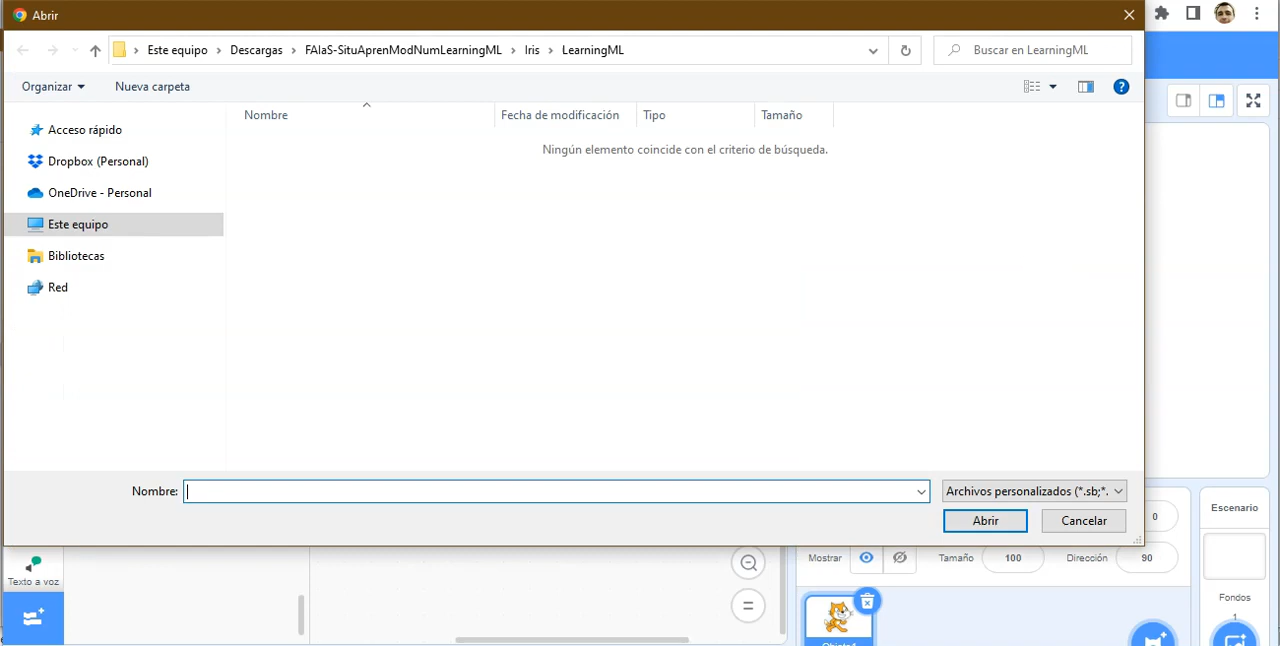 Abrir
Este equipo > Descargas > FAIaS-SituAprenModNumLearningML > Iris > LearningML
Buscar en LearningML
Organizar
Nueva carpeta
?
Nombre
Fecha de modificación
Tipo
Tamaño
Ningún elemento coincide con el criterio de búsqueda.
Acceso rápido
Dropbox (Personal)
OneDrive - Personal
Este equipo
Bibliotecas
Red
Nombre:
Archivos personalizados (*.sb;*.
Abrir
Cancelar
0
Escenario
Mostrar
Tamaño
100
Dirección
90
Texto a voz
Fondos
1